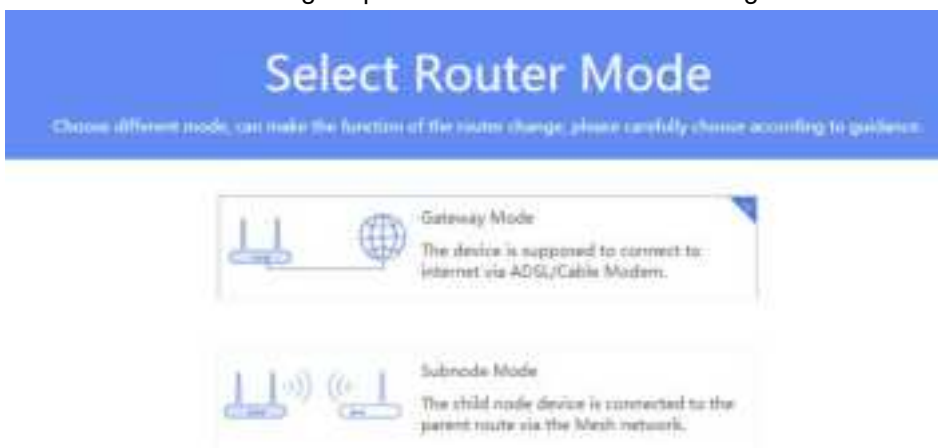 Select Router Mode
Choose different mode, can make the function of the router change, please carefully choose according to guidance.
Gateway Mode
The device is supposed to connect to
internet via ADSL/Cable Modem.
Subnode Mode
The child node device is connected to the
parent route via the Mesh network.